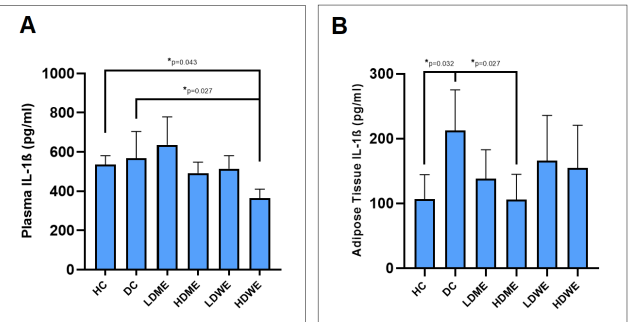 A
*p=0.043
*p=0.027
Plasma IL-1ß (pg/ml)
1000
800
600
400
200
0
HC
DC
LDME
HDME
LDWE
HDWE
B
*p=0.032
*p=0.027
Adipose Tissue IL-1ß (pg/ml)
300
200
100
0
HC
DC
LDME
HDME
LDWE
HDWE